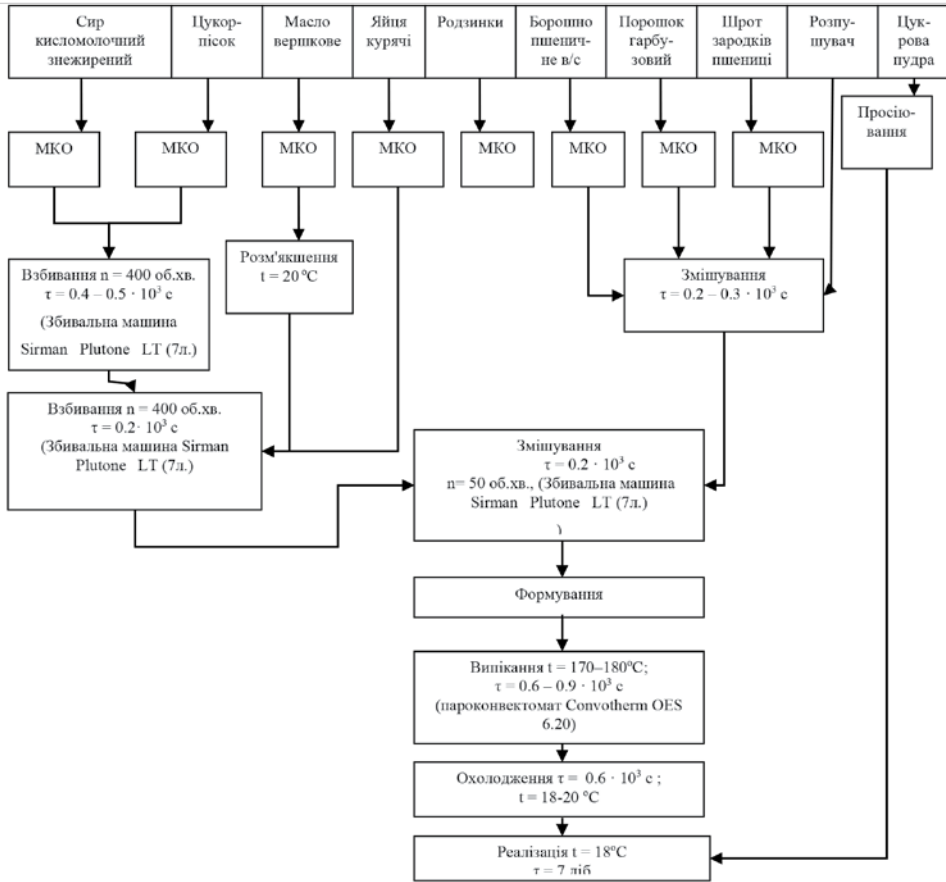 Сир
кисломолочний
знежирений
Цукор-
пісок
Масло
вершкове
Яйця
курячі
Родзинки
Борошно
пшенич-
не в/с
Порошок
гарбу-
зовий
Шрот
зародків
пшениці
Розпу-
шувач
Цук-
рова
пудра
МКО
МКО
МКО
МКО
МКО
МКО
МКО
МКО
Просію-
вання
Взбивання n = 400 об.хв.
τ = 0.4 – 0.5 · 10³ с
(Збивальна машина
Sirman Plutone LT (7л.)
Розм'якшення
t = 20 ⁰С
Змішування
τ = 0.2 – 0.3 · 10³ с
Взбивання n = 400 об.хв.
τ = 0.2· 10³ с
(Збивальна машина Sirman
Plutone LT (7л.)
Змішування
τ = 0.2 · 10³ с
n= 50 об.хв., (Збивальна машина
Sirman Plutone LT (7л.)
)
Формування
Випікання t = 170–180⁰С;
τ = 0.6 – 0.9 · 10³ с
(пароконвектомат Convotherm OES
6.20)
Охолодження τ = 0.6 · 10³ с ;
t = 18-20 ⁰С
Реалізація t = 18⁰С
τ = 7 діб